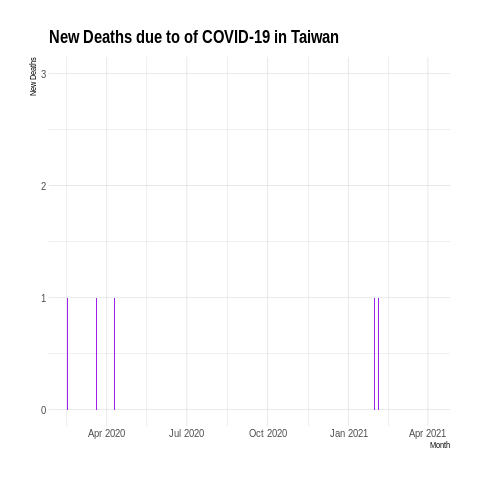 New Deaths due to of COVID-19 in Taiwan
New Deaths
3
2
1
0
Apr 2020 Jul 2020 Oct 2020 Jan 2021 Apr 2021
Month